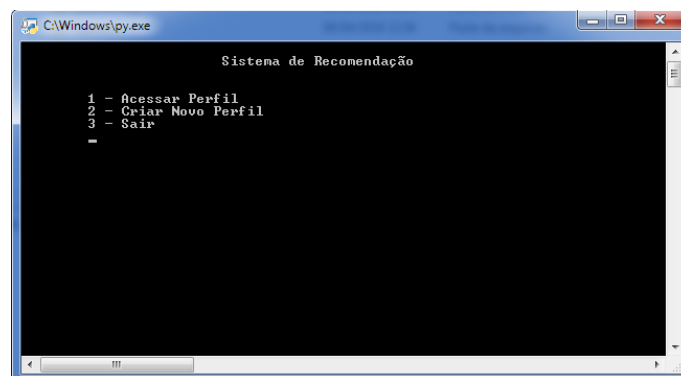 C:\Windows\py.exe
Sistema de Recomendação
1 - Acessar Perfil
2 - Criar Novo Perfil
3 - Sair